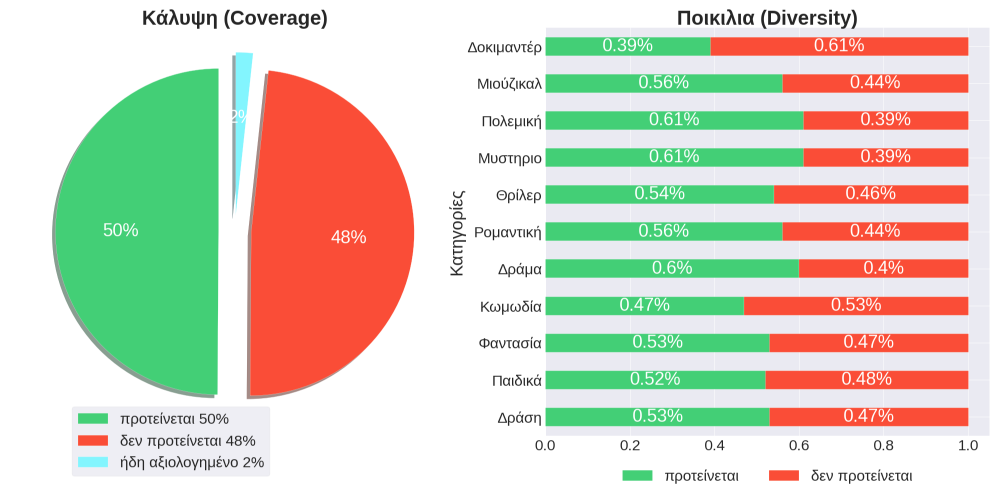 Κάλυψη (Coverage)
50%
2%
48%
προτείνεται 50%
δεν προτείνεται 48%
ήδη αξιολογημένο 2%
Ποικιλια (Diversity)
Κατηγορίες
Δοκιμαντέρ 0.39% 0.61%
Μιούζικαλ 0.56% 0.44%
Πολεμική 0.61% 0.39%
Μυστηριο 0.61% 0.39%
Θρίλερ 0.54% 0.46%
Ρομαντική 0.56% 0.44%
Δράμα 0.6% 0.4%
Κωμωδία 0.47% 0.53%
Φαντασία 0.53% 0.47%
Παιδικά 0.52% 0.48%
Δράση 0.53% 0.47%
0.0 0.2 0.4 0.6 0.8 1.0
προτείνεται δεν προτείνεται